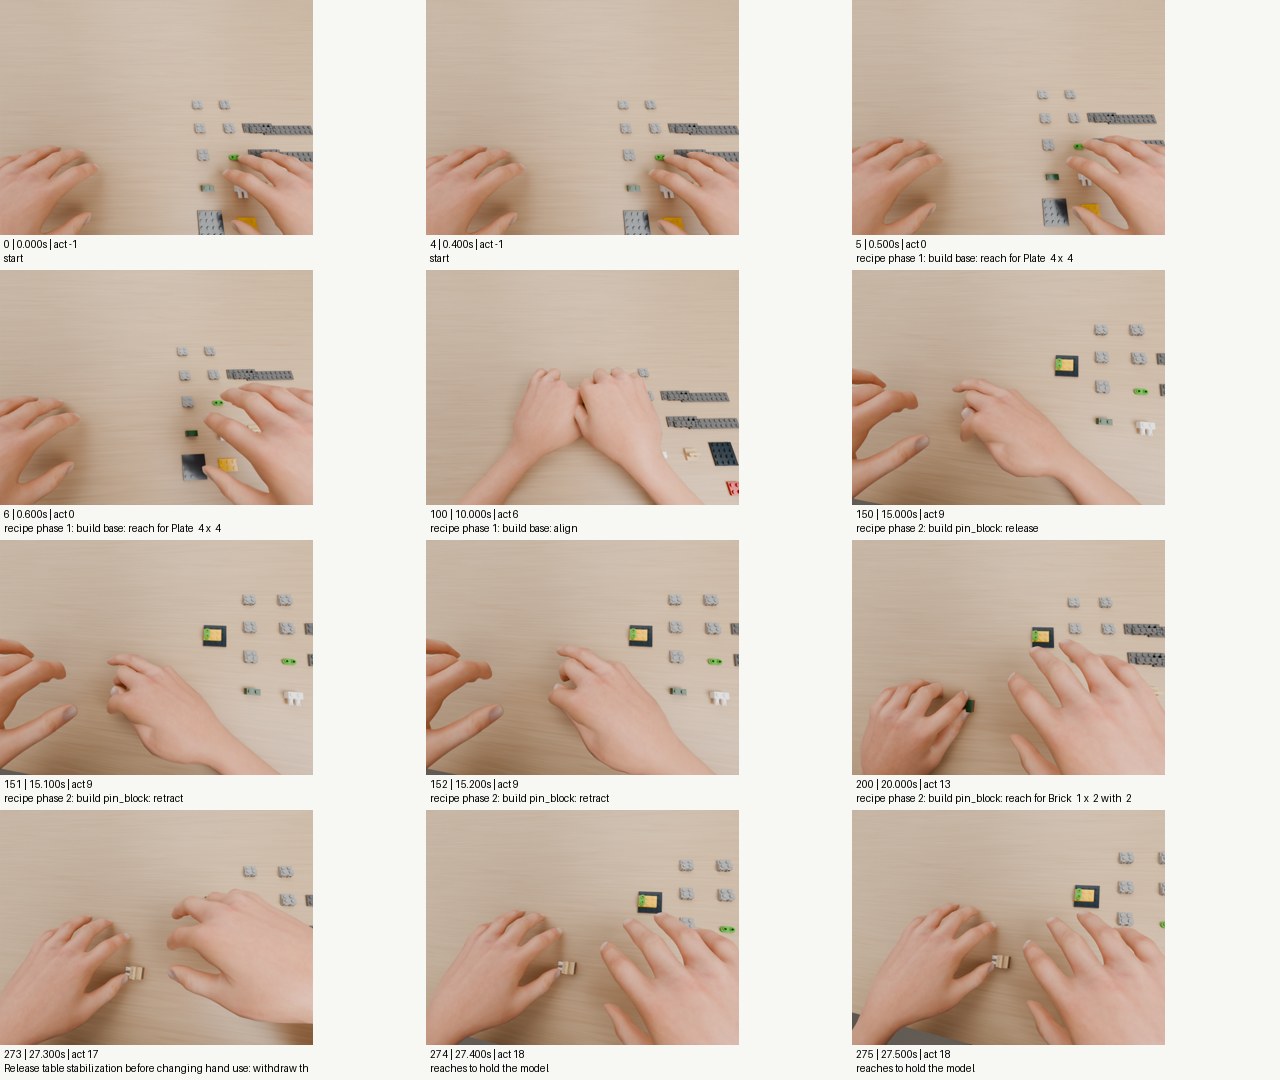 0 | 0.000s | act -1
start
4 | 0.400s | act -1
start
5 | 0.500s | act 0
recipe phase 1: build base: reach for Plate  4 x  4
6 | 0.600s | act 0
recipe phase 1: build base: reach for Plate  4 x  4
100 | 10.000s | act 6
recipe phase 1: build base: align
150 | 15.000s | act 9
recipe phase 2: build pin_block: release
151 | 15.100s | act 9
recipe phase 2: build pin_block: retract
152 | 15.200s | act 9
recipe phase 2: build pin_block: retract
200 | 20.000s | act 13
recipe phase 2: build pin_block: reach for Brick  1 x  2 with  2
273 | 27.300s | act 17
Release table stabilization before changing hand use: withdraw th
274 | 27.400s | act 18
reaches to hold the model
275 | 27.500s | act 18
reaches to hold the model